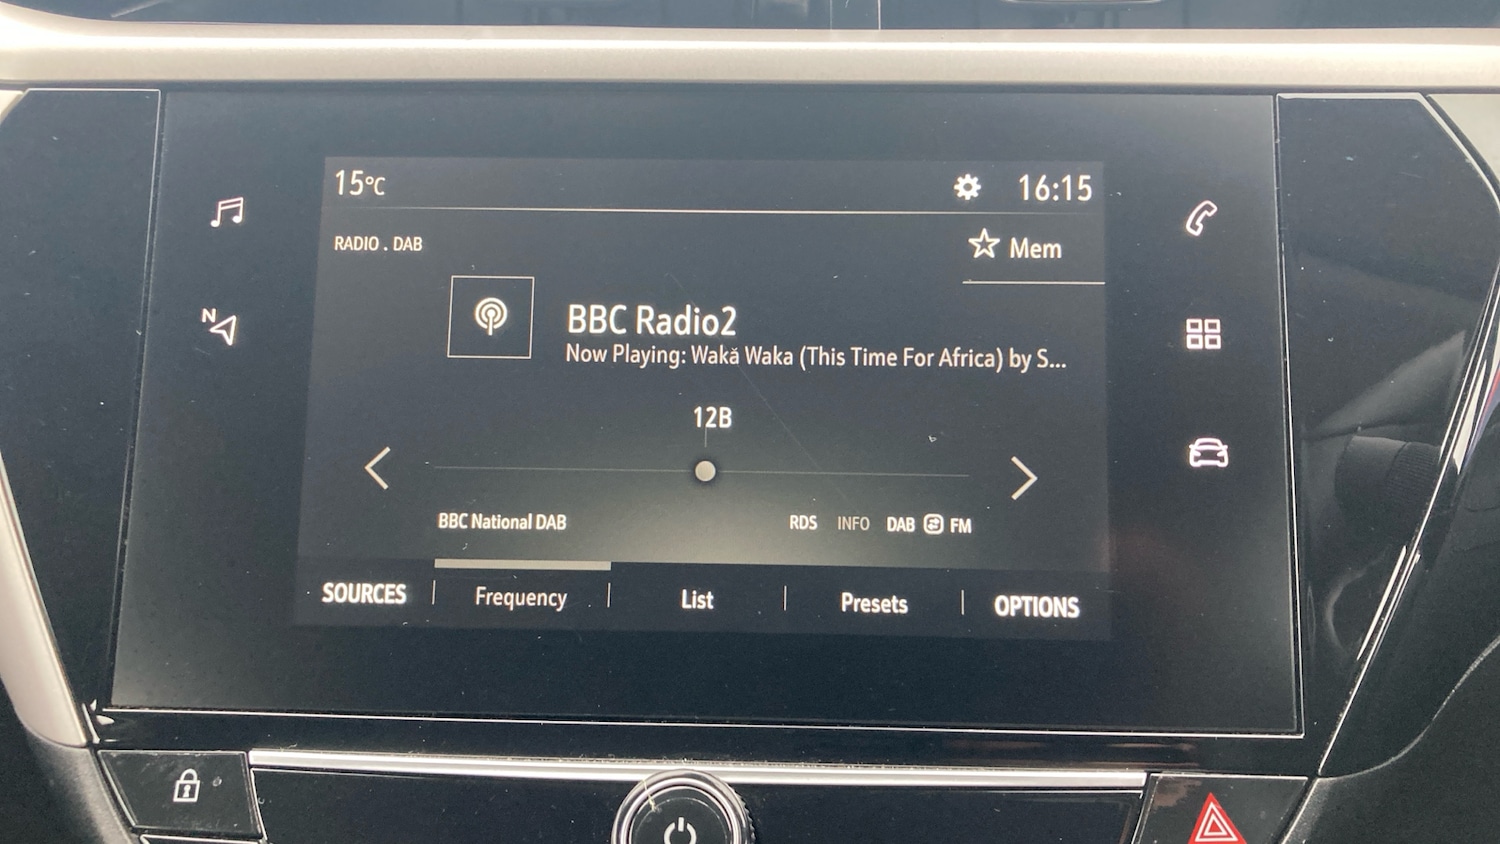 15°C
16:15
RADIO . DAB
Mem
N
BBC Radio2
Now Playing: Waka Waka (This Time For Africa) by S...
12B
BBC National DAB
RDS INFO DAB FM
SOURCES Frequency List Presets OPTIONS